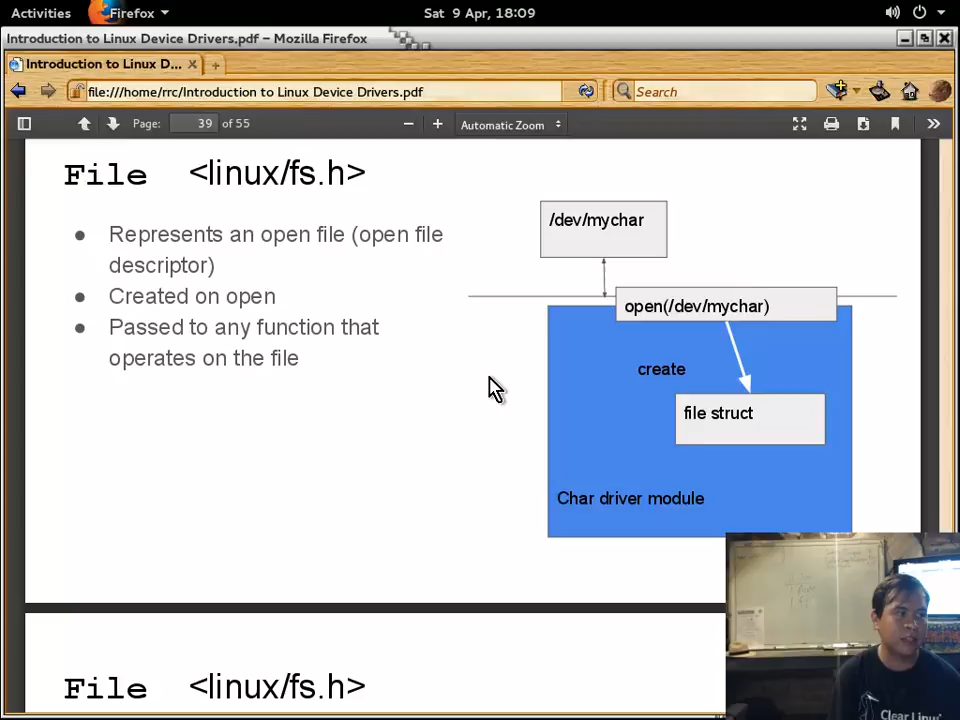 Activities Firefox Sat 9 Apr, 18:09
Introduction to Linux Device Drivers.pdf – Mozilla Firefox
Introduction to Linux D...
file:///home/rrc/Introduction to Linux Device Drivers.pdf Search
Page: 39 of 55 Automatic Zoom
File <linux/fs.h>
● Represents an open file (open file
descriptor)
● Created on open
● Passed to any function that
operates on the file
/dev/mychar
open(/dev/mychar)
create
file struct
Char driver module
File <linux/fs.h>
Clear Linux